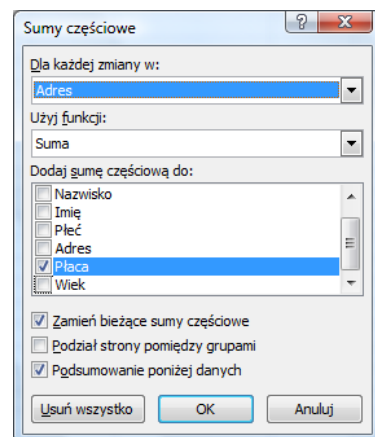 Sumy częściowe
Dla każdej zmiany w:
Adres
Użyj funkcji:
Suma
Dodaj sumę częściową do:
Nazwisko
Imię
Płeć
Adres
Płaca
Wiek
Zamień bieżące sumy częściowe
Podział strony pomiędzy grupami
Podsumowanie poniżej danych
Usuń wszystko OK Anuluj